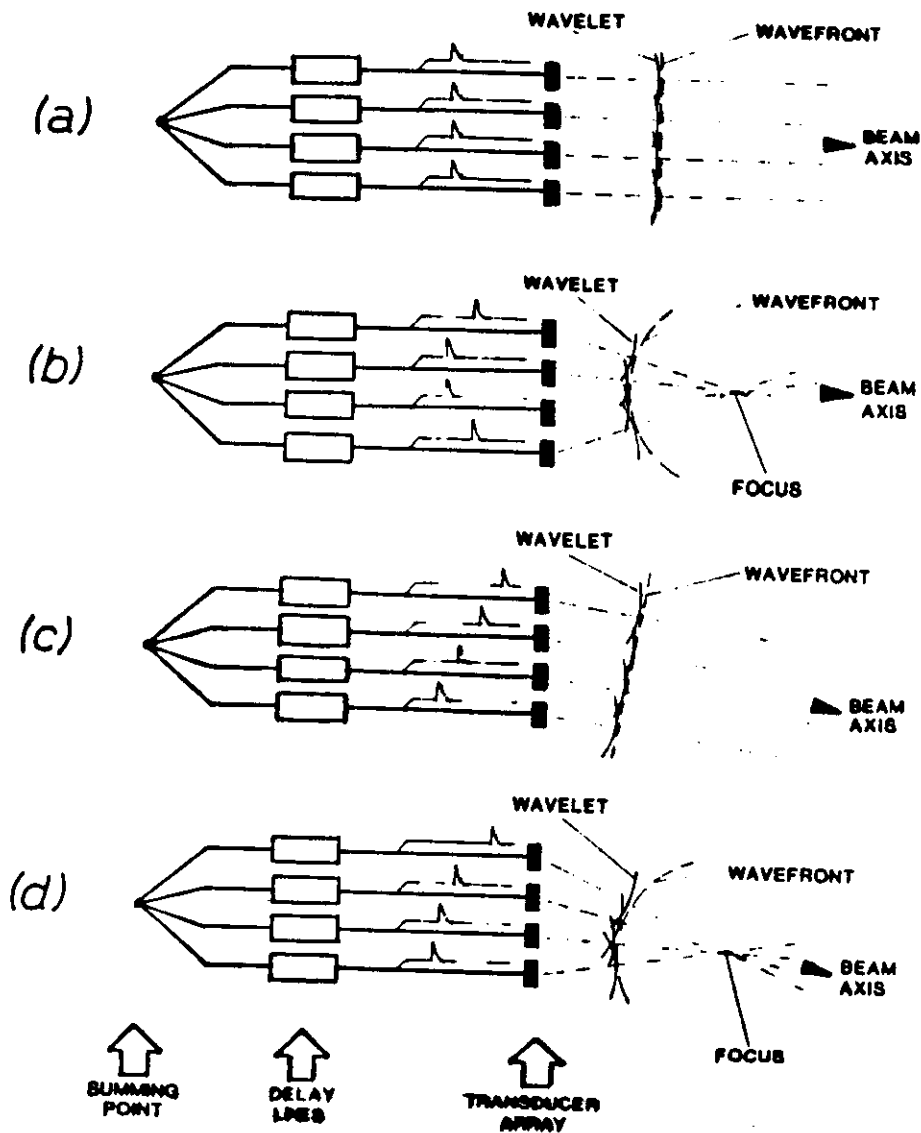 WAVELET
WAVEFRONT
(a)
BEAM
AXIS
WAVELET
WAVEFRONT
(b)
BEAM
AXIS
FOCUS
WAVELET
WAVEFRONT
(c)
BEAM
AXIS
WAVELET
WAVEFRONT
(d)
BEAM
AXIS
FOCUS
SUMMING
POINT
DELAY
LINES
TRANSDUCER
ARRAY